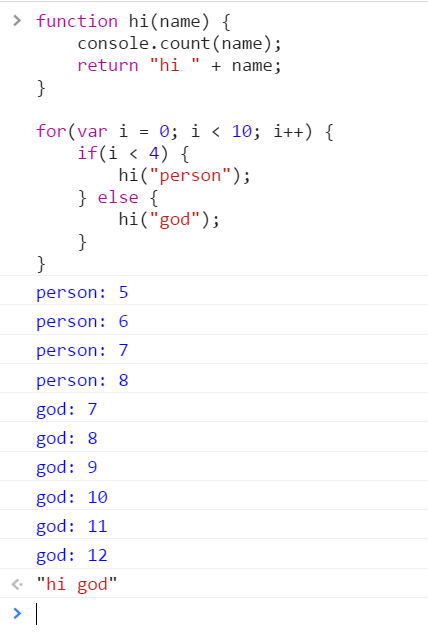 function hi(name) {
    console.count(name);
    return "hi " + name;
}

for(var i = 0; i < 10; i++) {
    if(i < 4) {
        hi("person");
    } else {
        hi("god");
    }
}
person: 5
person: 6
person: 7
person: 8
god: 7
god: 8
god: 9
god: 10
god: 11
god: 12
"hi god"